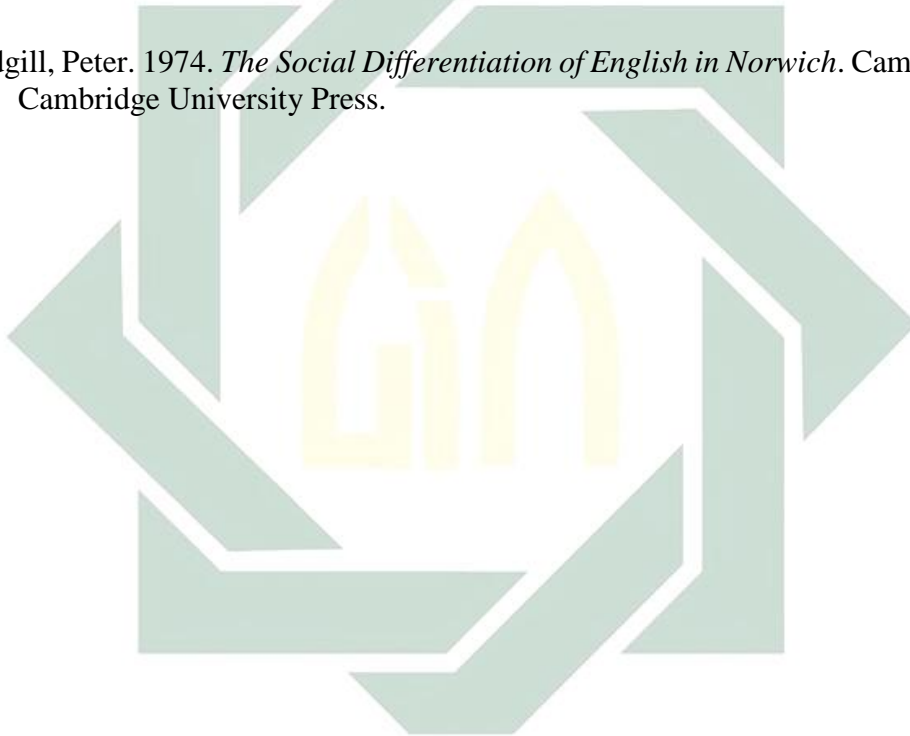 dgill, Peter. 1974. The Social Differentiation of English in Norwich. Cam
Cambridge University Press.